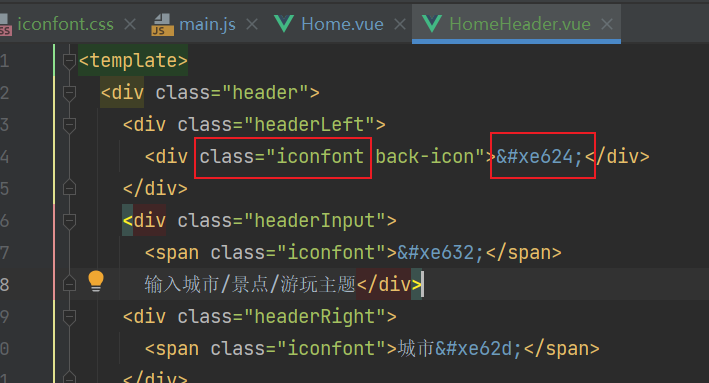 iconfont.css × main.js × Home.vue × HomeHeader.vue ×
1 <template>
2 <div class="header">
3 <div class="headerLeft">
4 <div class="iconfont back-icon">&#xe624;</div>
5 </div>
6 <div class="headerInput">
7 <span class="iconfont">&#xe632;</span>
8 输入城市/景点/游玩主题</div>
9 <div class="headerRight">
0 <span class="iconfont">城市&#xe62d;</span>
</div>